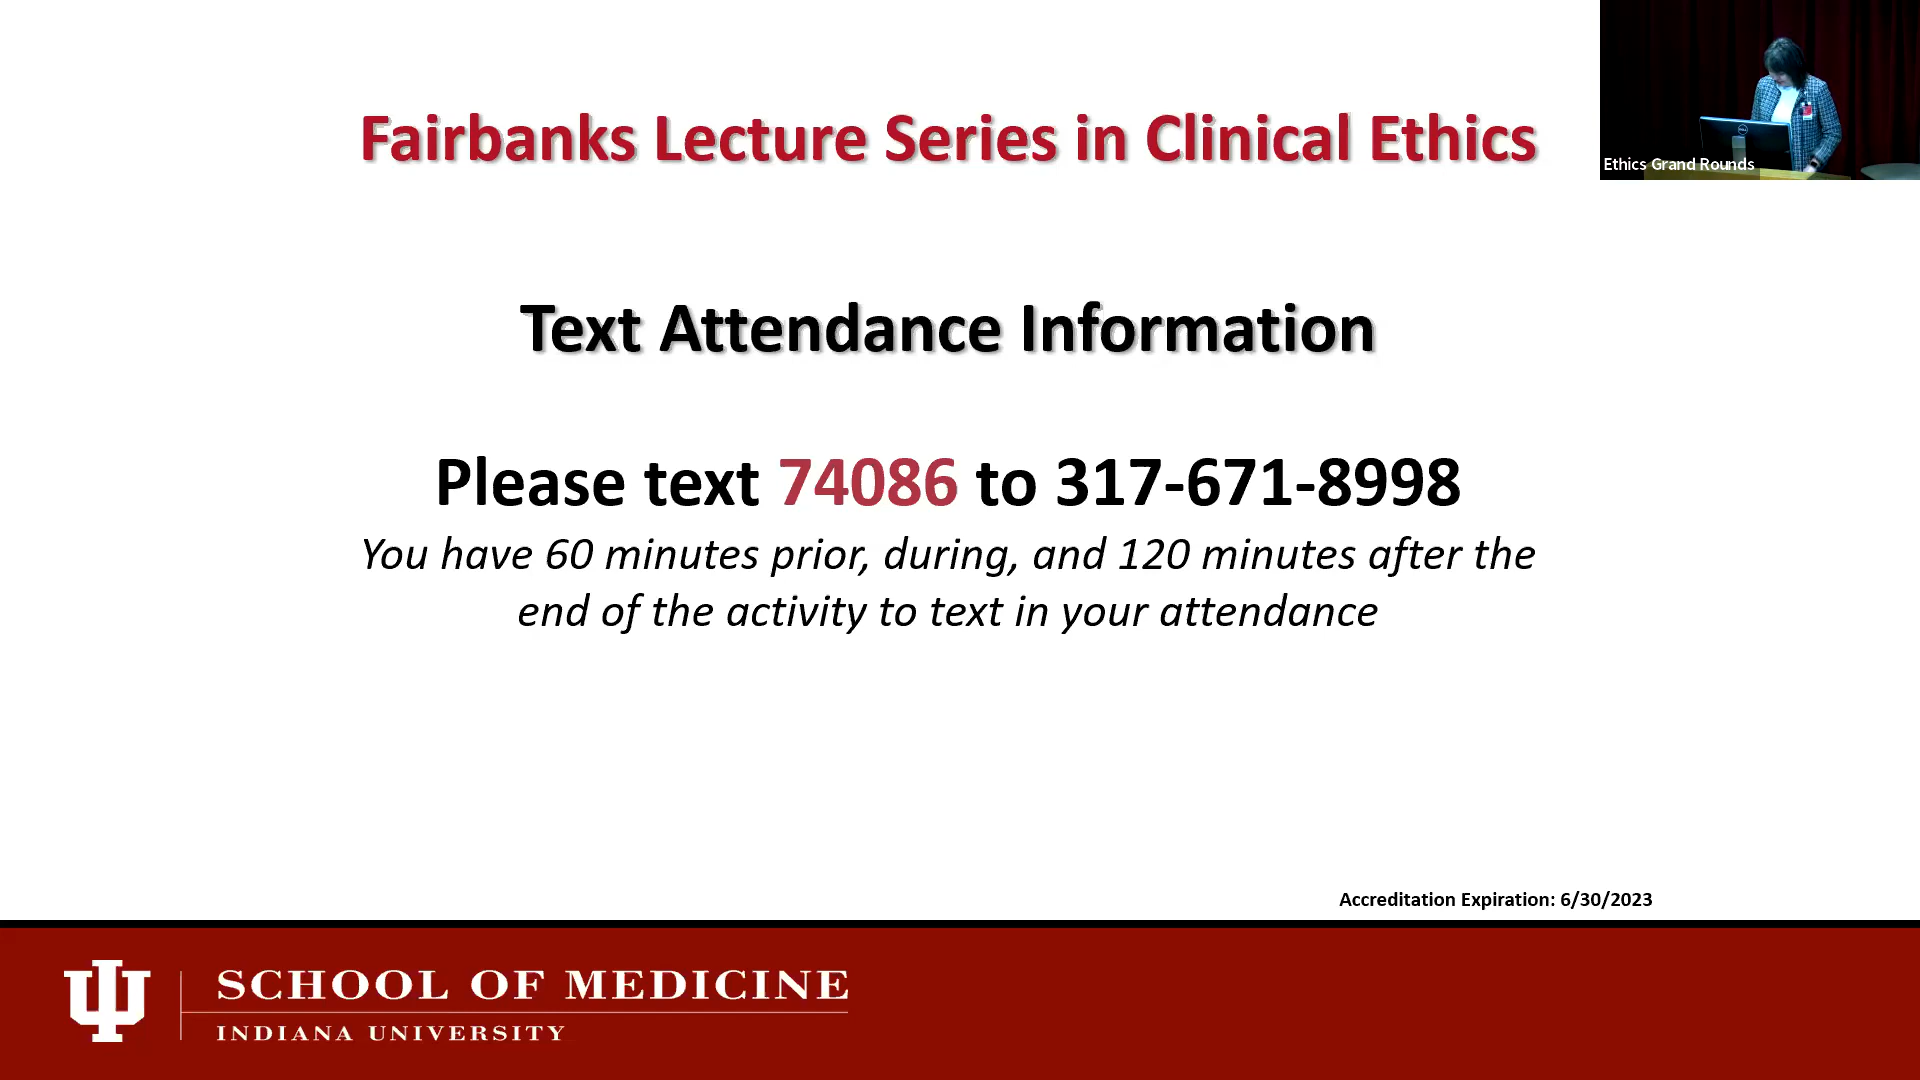 Fairbanks Lecture Series in Clinical Ethics
Ethics Grand Rounds
Text Attendance Information
Please text 74086 to 317-671-8998
You have 60 minutes prior, during, and 120 minutes after the
end of the activity to text in your attendance
Accreditation Expiration: 6/30/2023
SCHOOL OF MEDICINE
INDIANA UNIVERSITY